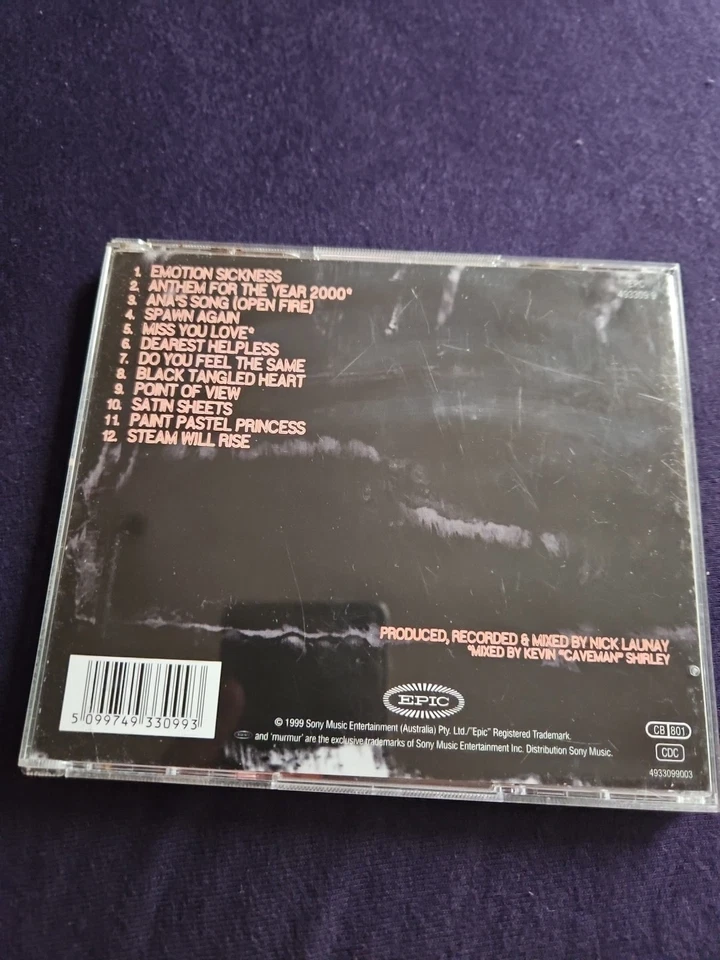 EPIC
493309 9
1. EMOTION SICKNESS
2. ANTHEM FOR THE YEAR 2000*
3. ANA'S SONG (OPEN FIRE)
4. SPAWN AGAIN
5. MISS YOU LOVE*
6. DEAREST HELPLESS
7. DO YOU FEEL THE SAME
8. BLACK TANGLED HEART
9. POINT OF VIEW
10. SATIN SHEETS
11. PAINT PASTEL PRINCESS
12. STEAM WILL RISE
PRODUCED, RECORDED & MIXED BY NICK LAUNAY
*MIXED BY KEVIN "CAVEMAN" SHIRLEY
EPIC
5 099749 330993
© 1999 Sony Music Entertainment (Australia) Pty. Ltd./"Epic" Registered Trademark.
and 'murmur' are the exclusive trademarks of Sony Music Entertainment Inc. Distribution Sony Music.
CB 801
CDC
4933099003